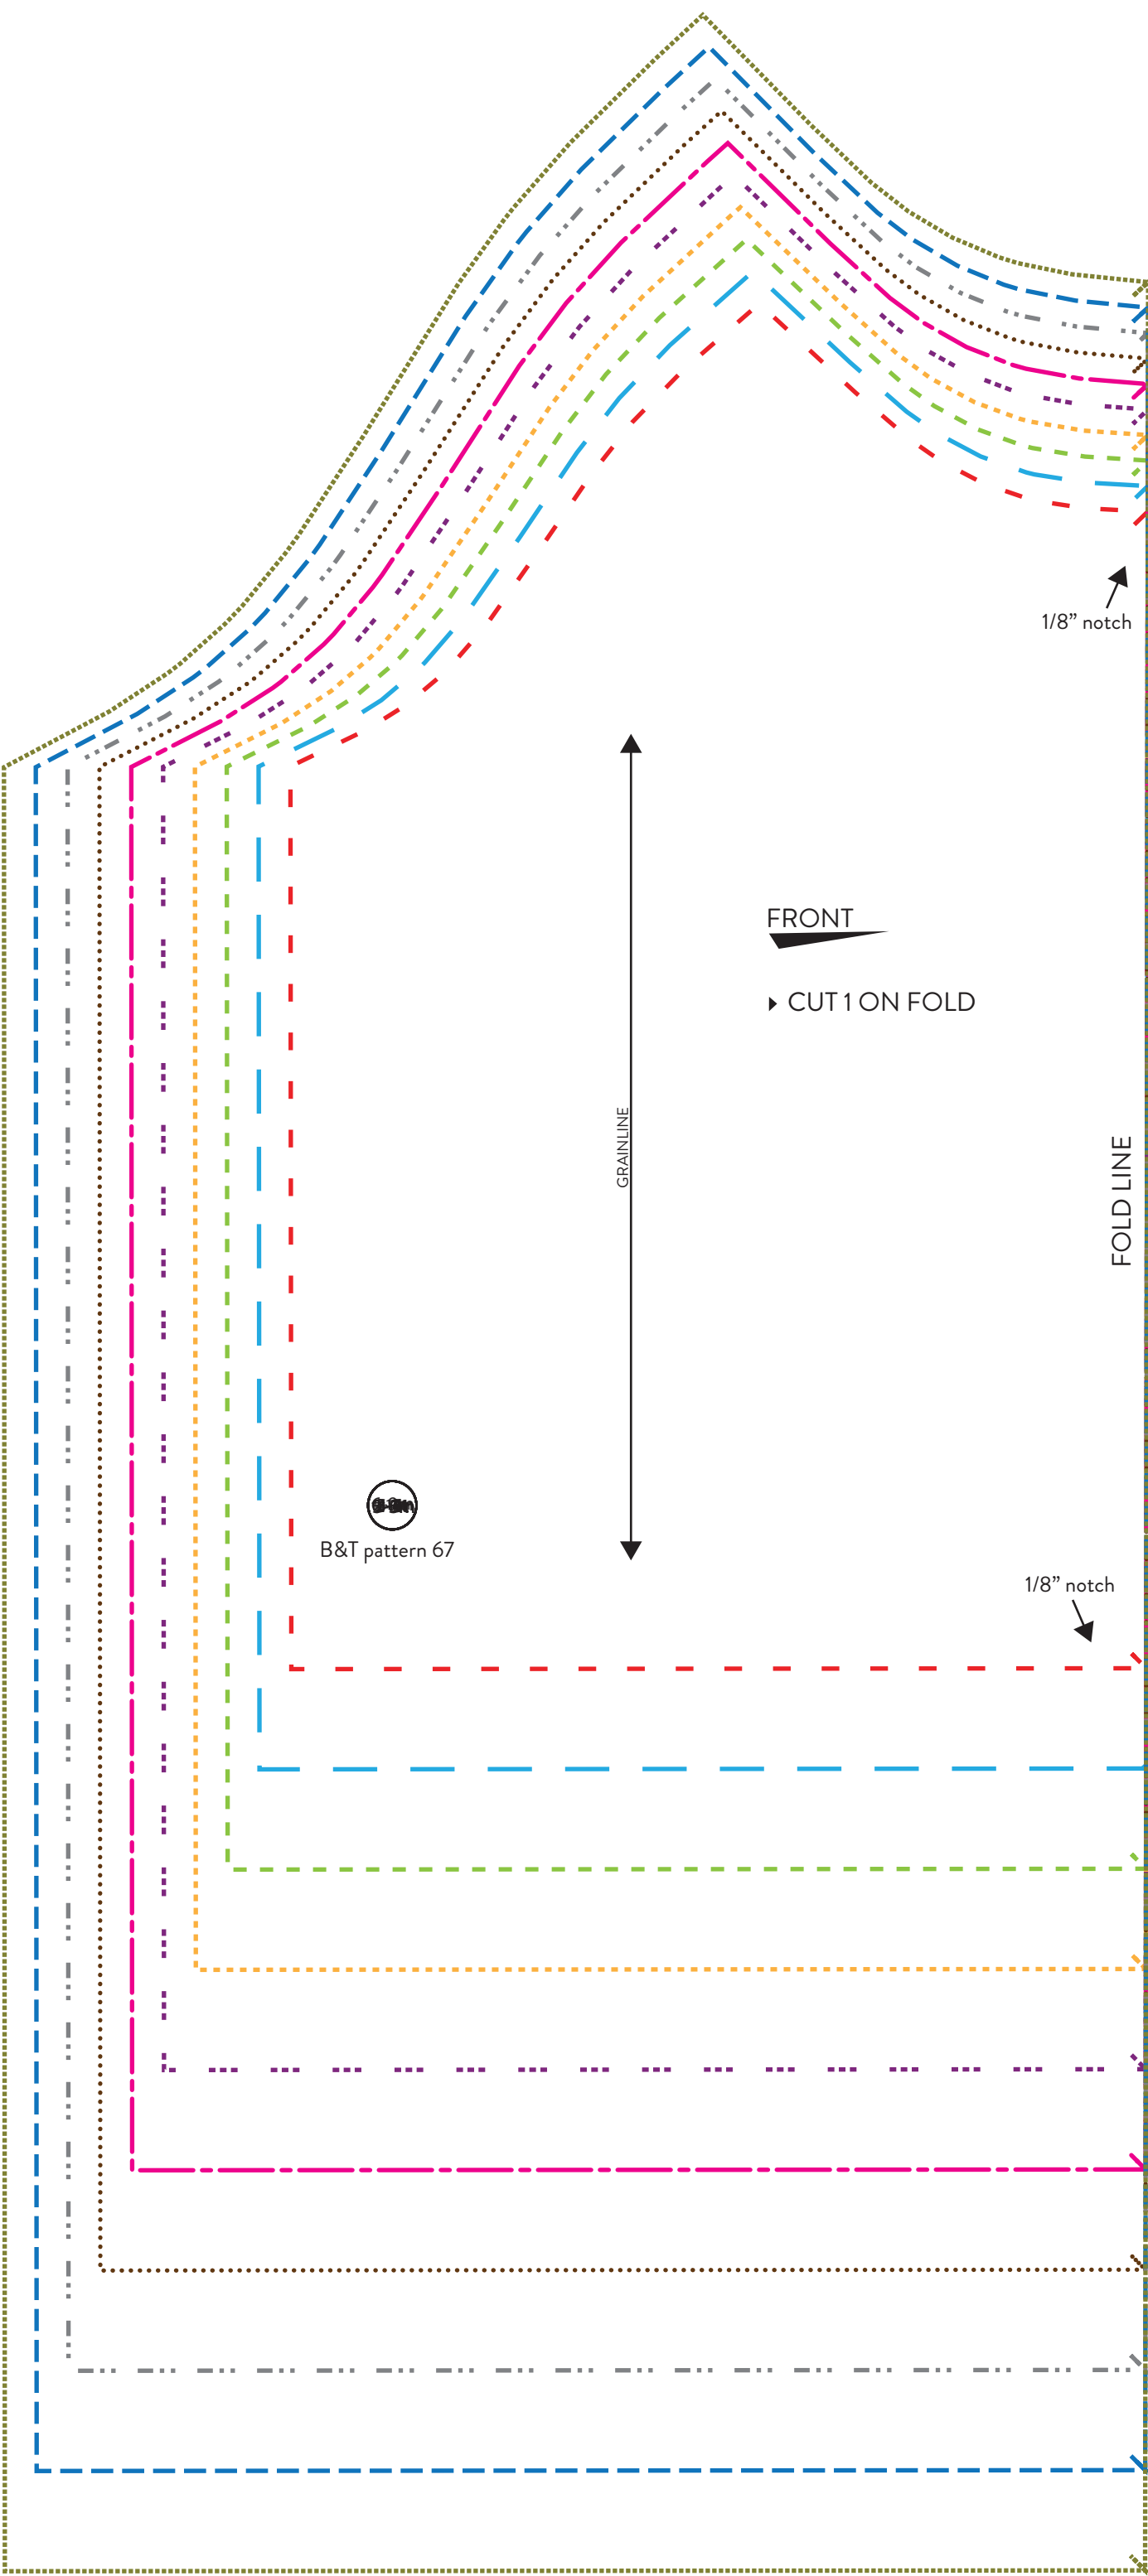 1/8” notch
FRONT
CUT 1 ON FOLD
GRAINLINE
FOLD LINE
B&T pattern 67
1/8” notch